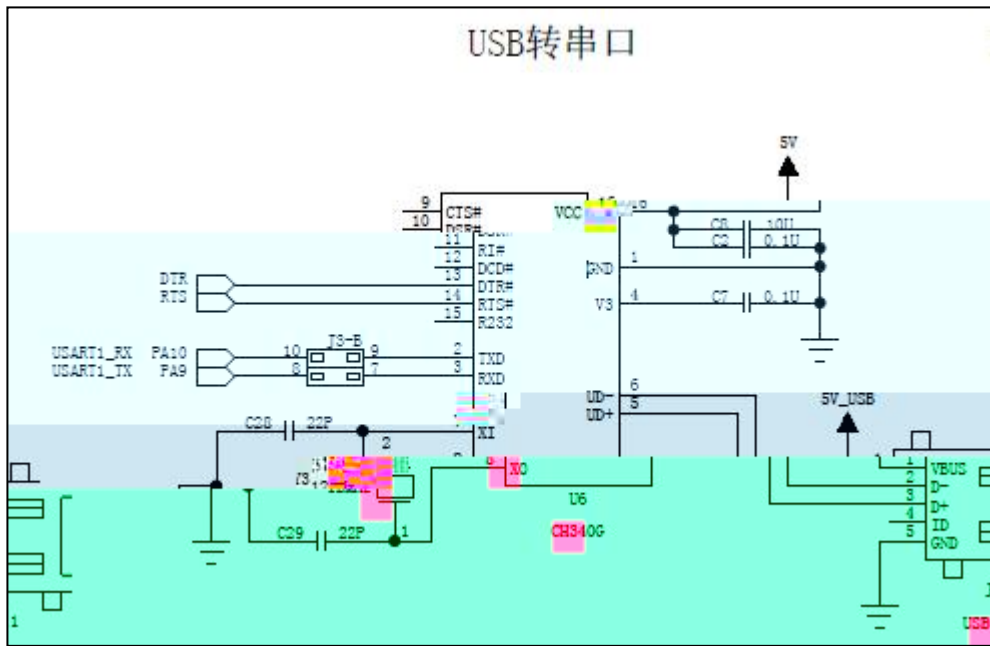 USB转串口
5V
9 CTS# VCC
10
C8 10U
11 C2 0.1U
12 RI# GND 1
13 DCD#
DTR DTR#
14
RTS RTS# V3 4 C7 0.1U
15 R232
J3-B
USART1_RX PA10 10 9 2 TXD
USART1_TX PA9 8 7 3 RXD
UD- 6
UD+ 5
5V_USB
C28 22P
XI
2
XO
1 VBUS
2 D-
3 D+
4 ID
5 GND
U6
CH340G
C29 22P 1
1
USB